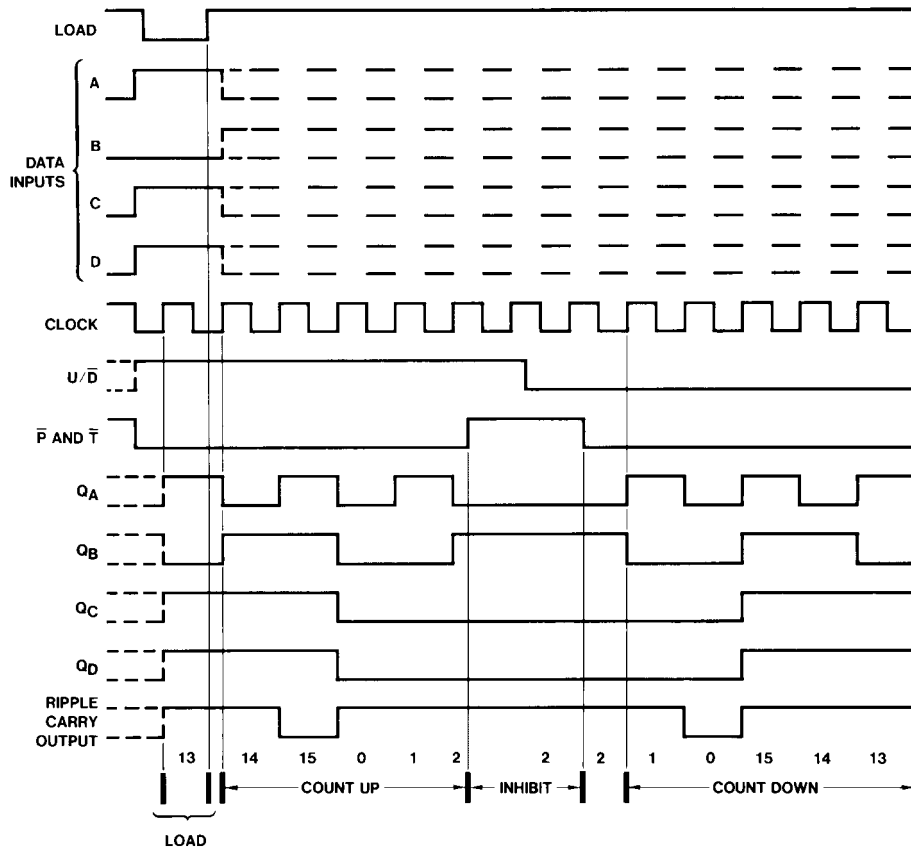 LOAD
A
B
DATA
INPUTS
C
D
CLOCK
U/D̅
P̅ AND T̅
QA
QB
QC
QD
RIPPLE
CARRY
OUTPUT
13 14 15 0 1 2 2 2 1 0 15 14 13
COUNT UP INHIBIT COUNT DOWN
LOAD